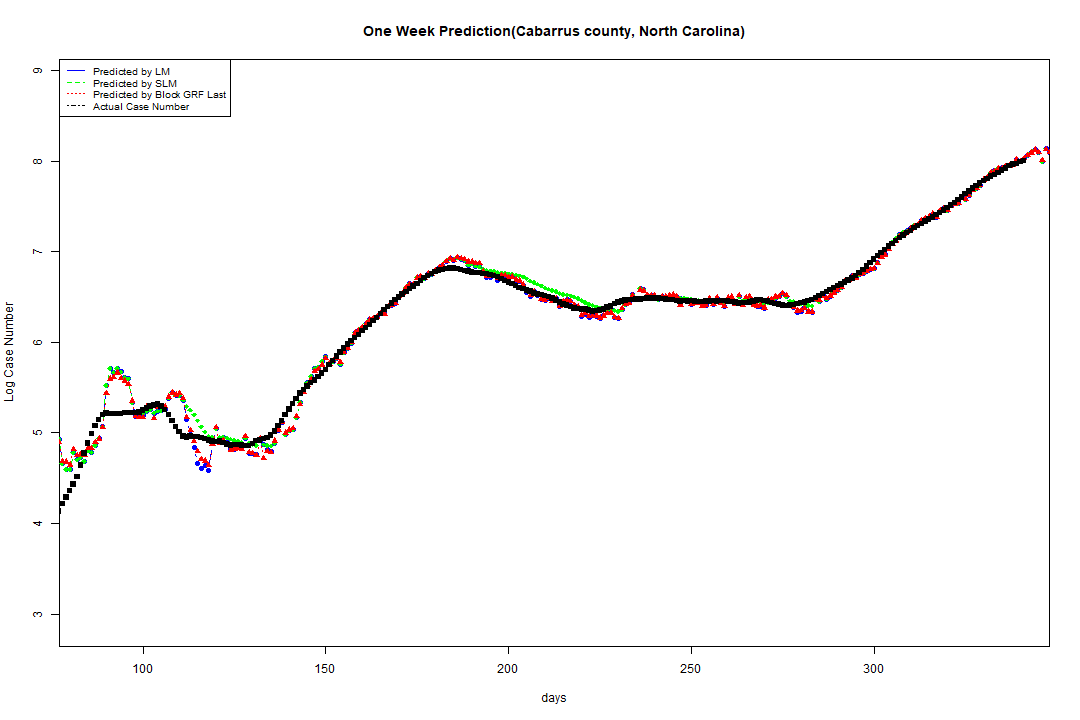 One Week Prediction(Cabarrus county, North Carolina)
Predicted by LM
Predicted by SLM
Predicted by Block GRF Last
Actual Case Number
Log Case Number
9
8
7
6
5
4
3
100 150 200 250 300
days